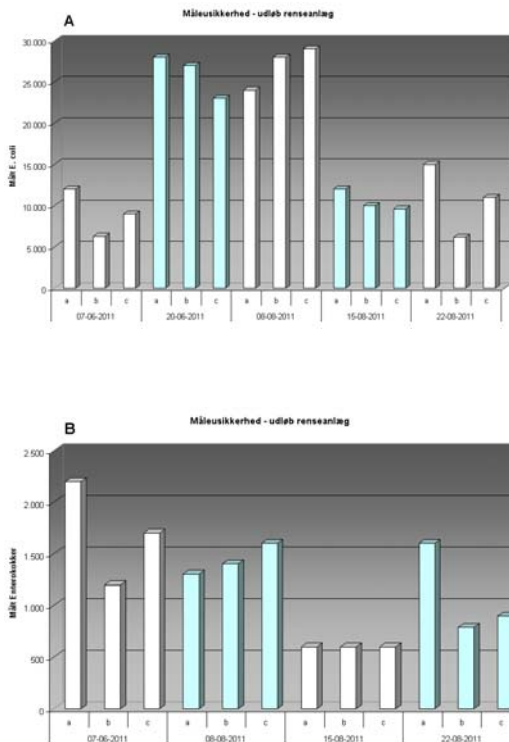 Måleusikkerhed - udløb renseanlæg
A
30.000
25.000
20.000
15.000
10.000
5.000
0
Målt E. coli
a b c a b c a b c a b c a b c
07-06-2011 20-06-2011 08-08-2011 15-08-2011 22-08-2011
Måleusikkerhed - udløb renseanlæg
B
2.500
2.000
1.500
1.000
500
0
Målt Enterokokker
a b c a b c a b c a b c
07-06-2011 08-08-2011 15-08-2011 22-08-2011